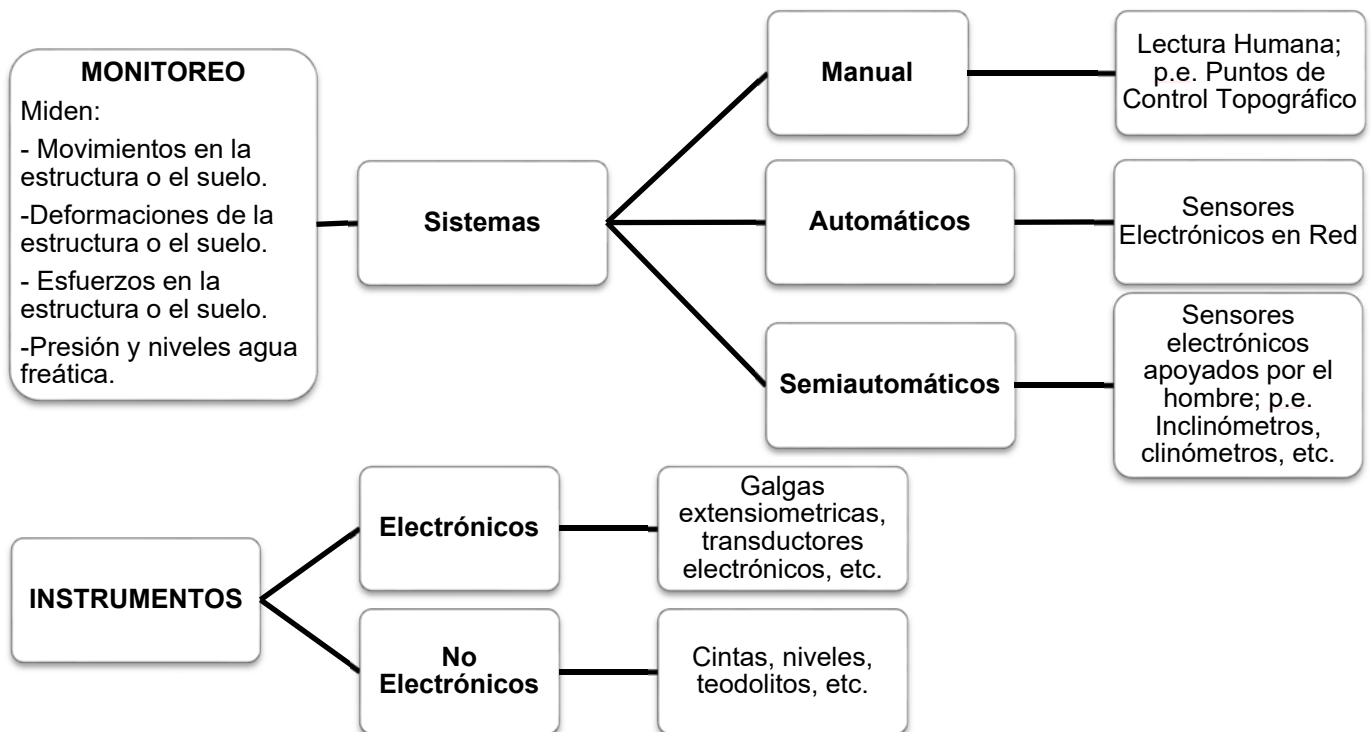 MONITOREO
Miden:
- Movimientos en la
estructura o el suelo.
-Deformaciones de la
estructura o el suelo.
- Esfuerzos en la
estructura o el suelo.
-Presión y niveles agua
freática.
Sistemas
Manual
Lectura Humana;
p.e. Puntos de
Control Topográfico
Automáticos
Sensores
Electrónicos en Red
Semiautomáticos
Sensores
electrónicos
apoyados por el
hombre; p.e.
Inclinómetros,
clinómetros, etc.
INSTRUMENTOS
Electrónicos
Galgas
extensiometricas,
transductores
electrónicos, etc.
No
Electrónicos
Cintas, niveles,
teodolitos, etc.